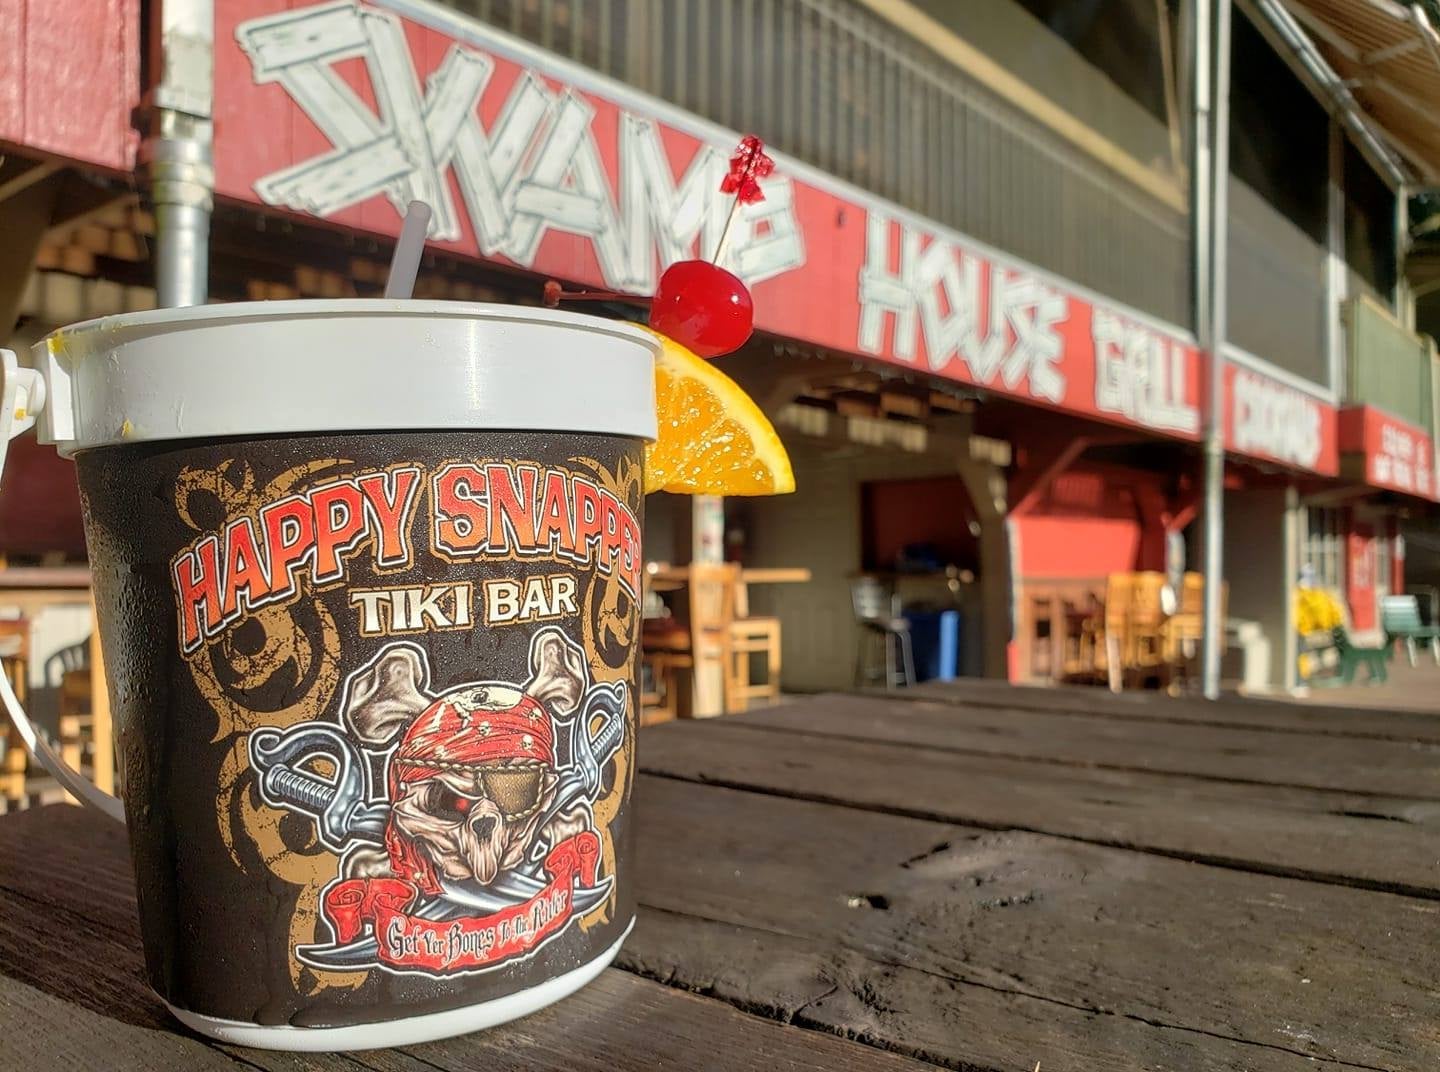 SWAMP HOUSE GRILL
HAPPY SNAPPER
TIKI BAR
Get Yer Bones To The River